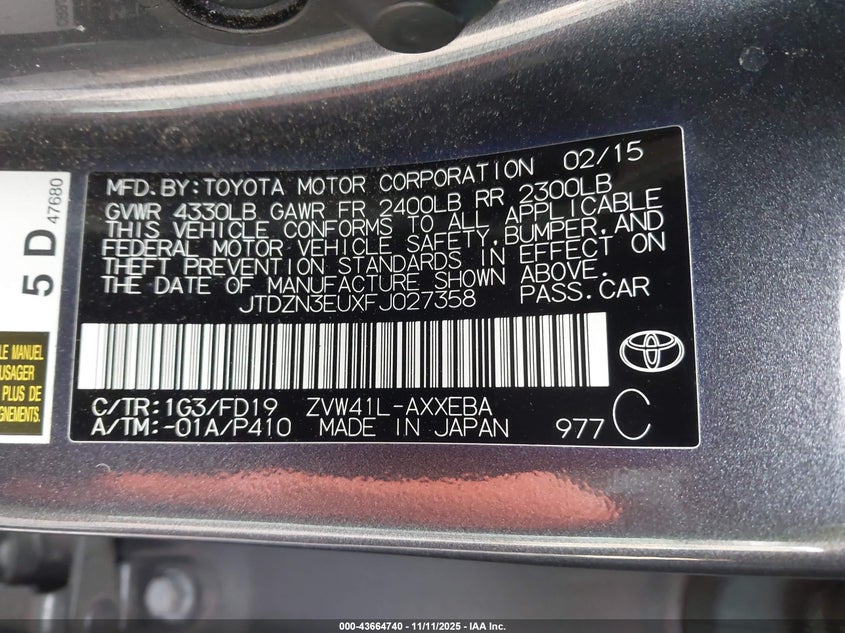 MFD.BY:TOYOTA MOTOR CORPORATION 02/15
GVWR 4330LB GAWR FR 2400LB RR 2300LB
THIS VEHICLE CONFORMS TO ALL APPLICABLE
FEDERAL MOTOR VEHICLE SAFETY,BUMPER,AND
THEFT PREVENTION STANDARDS IN EFFECT ON
THE DATE OF MANUFACTURE SHOWN ABOVE.
JTDZN3EUXFJ027358 PASS.CAR
C/TR:1G3/FD19 ZVW41L-AXXEBA
A/TM:-01A/P410 MADE IN JAPAN 977 C
5 D 47680
LE MANUEL
USAGER
PLUS DE
GNEMENTS.
000-43664740 - 11/11/2025 - IAA Inc.